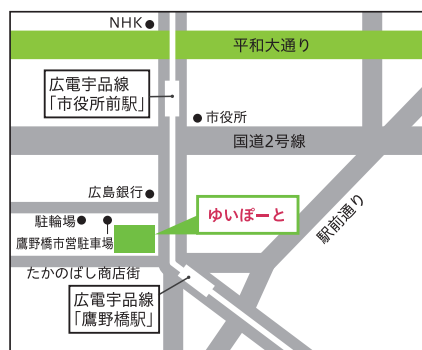 NHK
平和大通り
広電宇品線
「市役所前駅」
市役所
国道2号線
広島銀行
ゆいぽーと
駐輪場
鷹野橋市営駐車場
駅前通り
たかのばし商店街
広電宇品線
「鷹野橋駅」